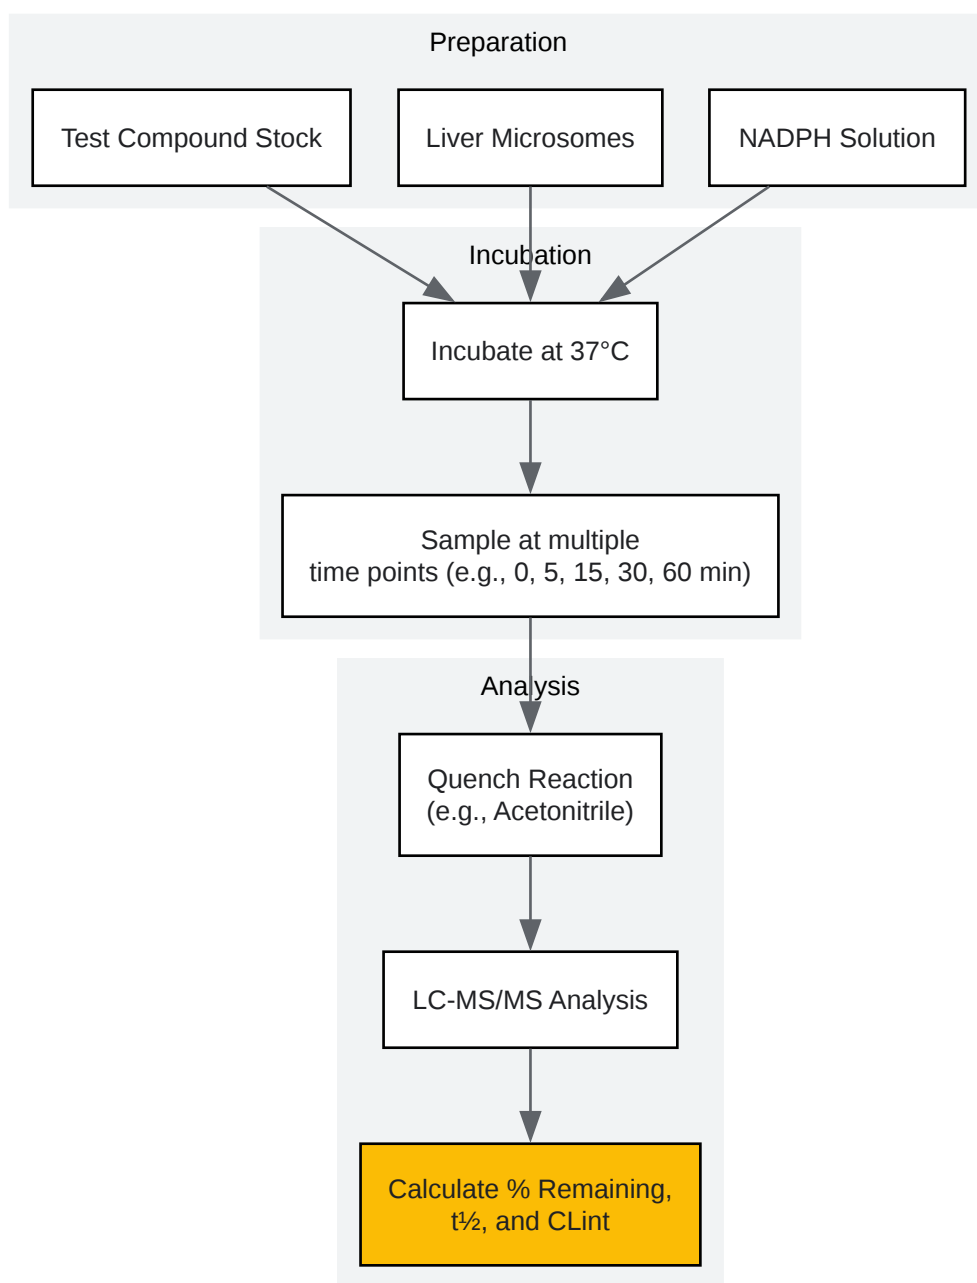 Preparation
Test Compound Stock
Liver Microsomes
NADPH Solution
Incubation
Incubate at 37°C
Sample at multiple
time points (e.g., 0, 5, 15, 30, 60 min)
Analysis
Quench Reaction
(e.g., Acetonitrile)
LC-MS/MS Analysis
Calculate % Remaining,
t½, and CLint